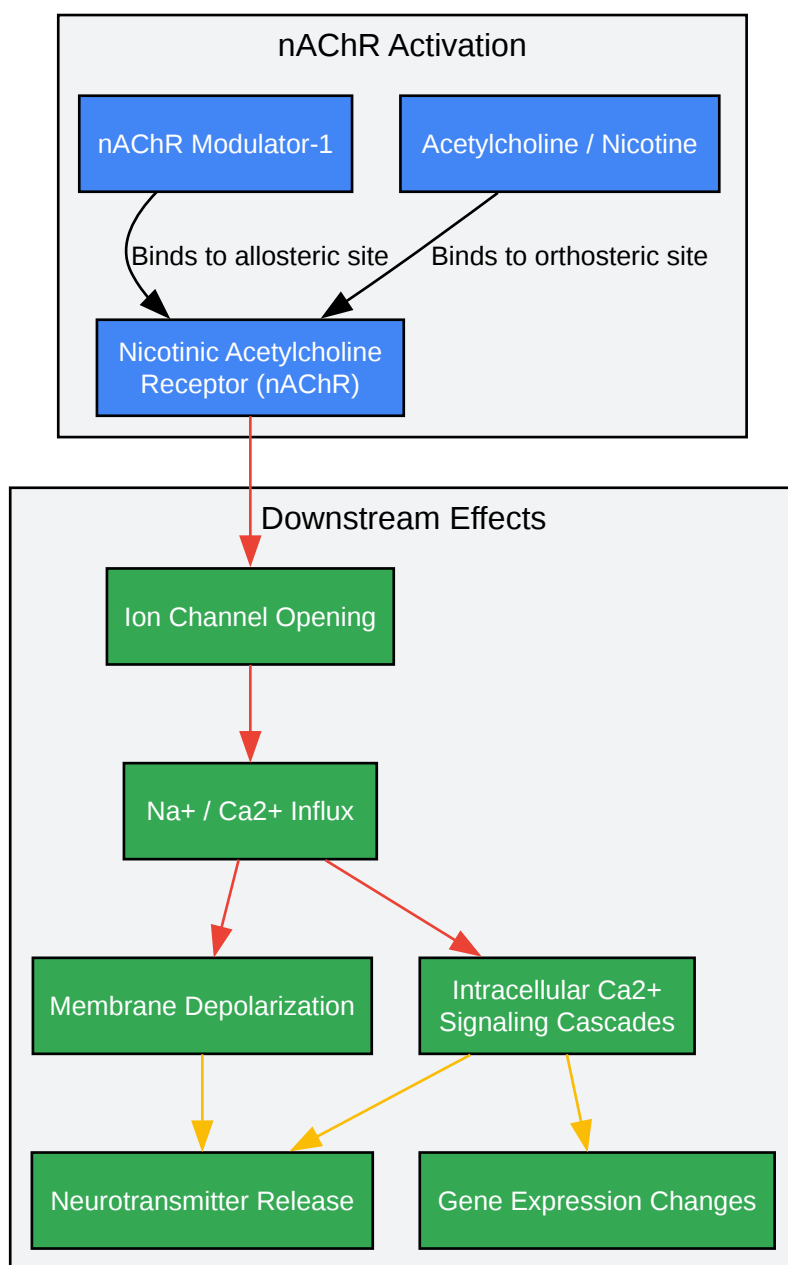 nAChR Activation
nAChR Modulator-1
Acetylcholine / Nicotine
Binds to allosteric site
Binds to orthosteric site
Nicotinic Acetylcholine
Receptor (nAChR)
Downstream Effects
Ion Channel Opening
Na+ / Ca2+ Influx
Membrane Depolarization
Intracellular Ca2+
Signaling Cascades
Neurotransmitter Release
Gene Expression Changes